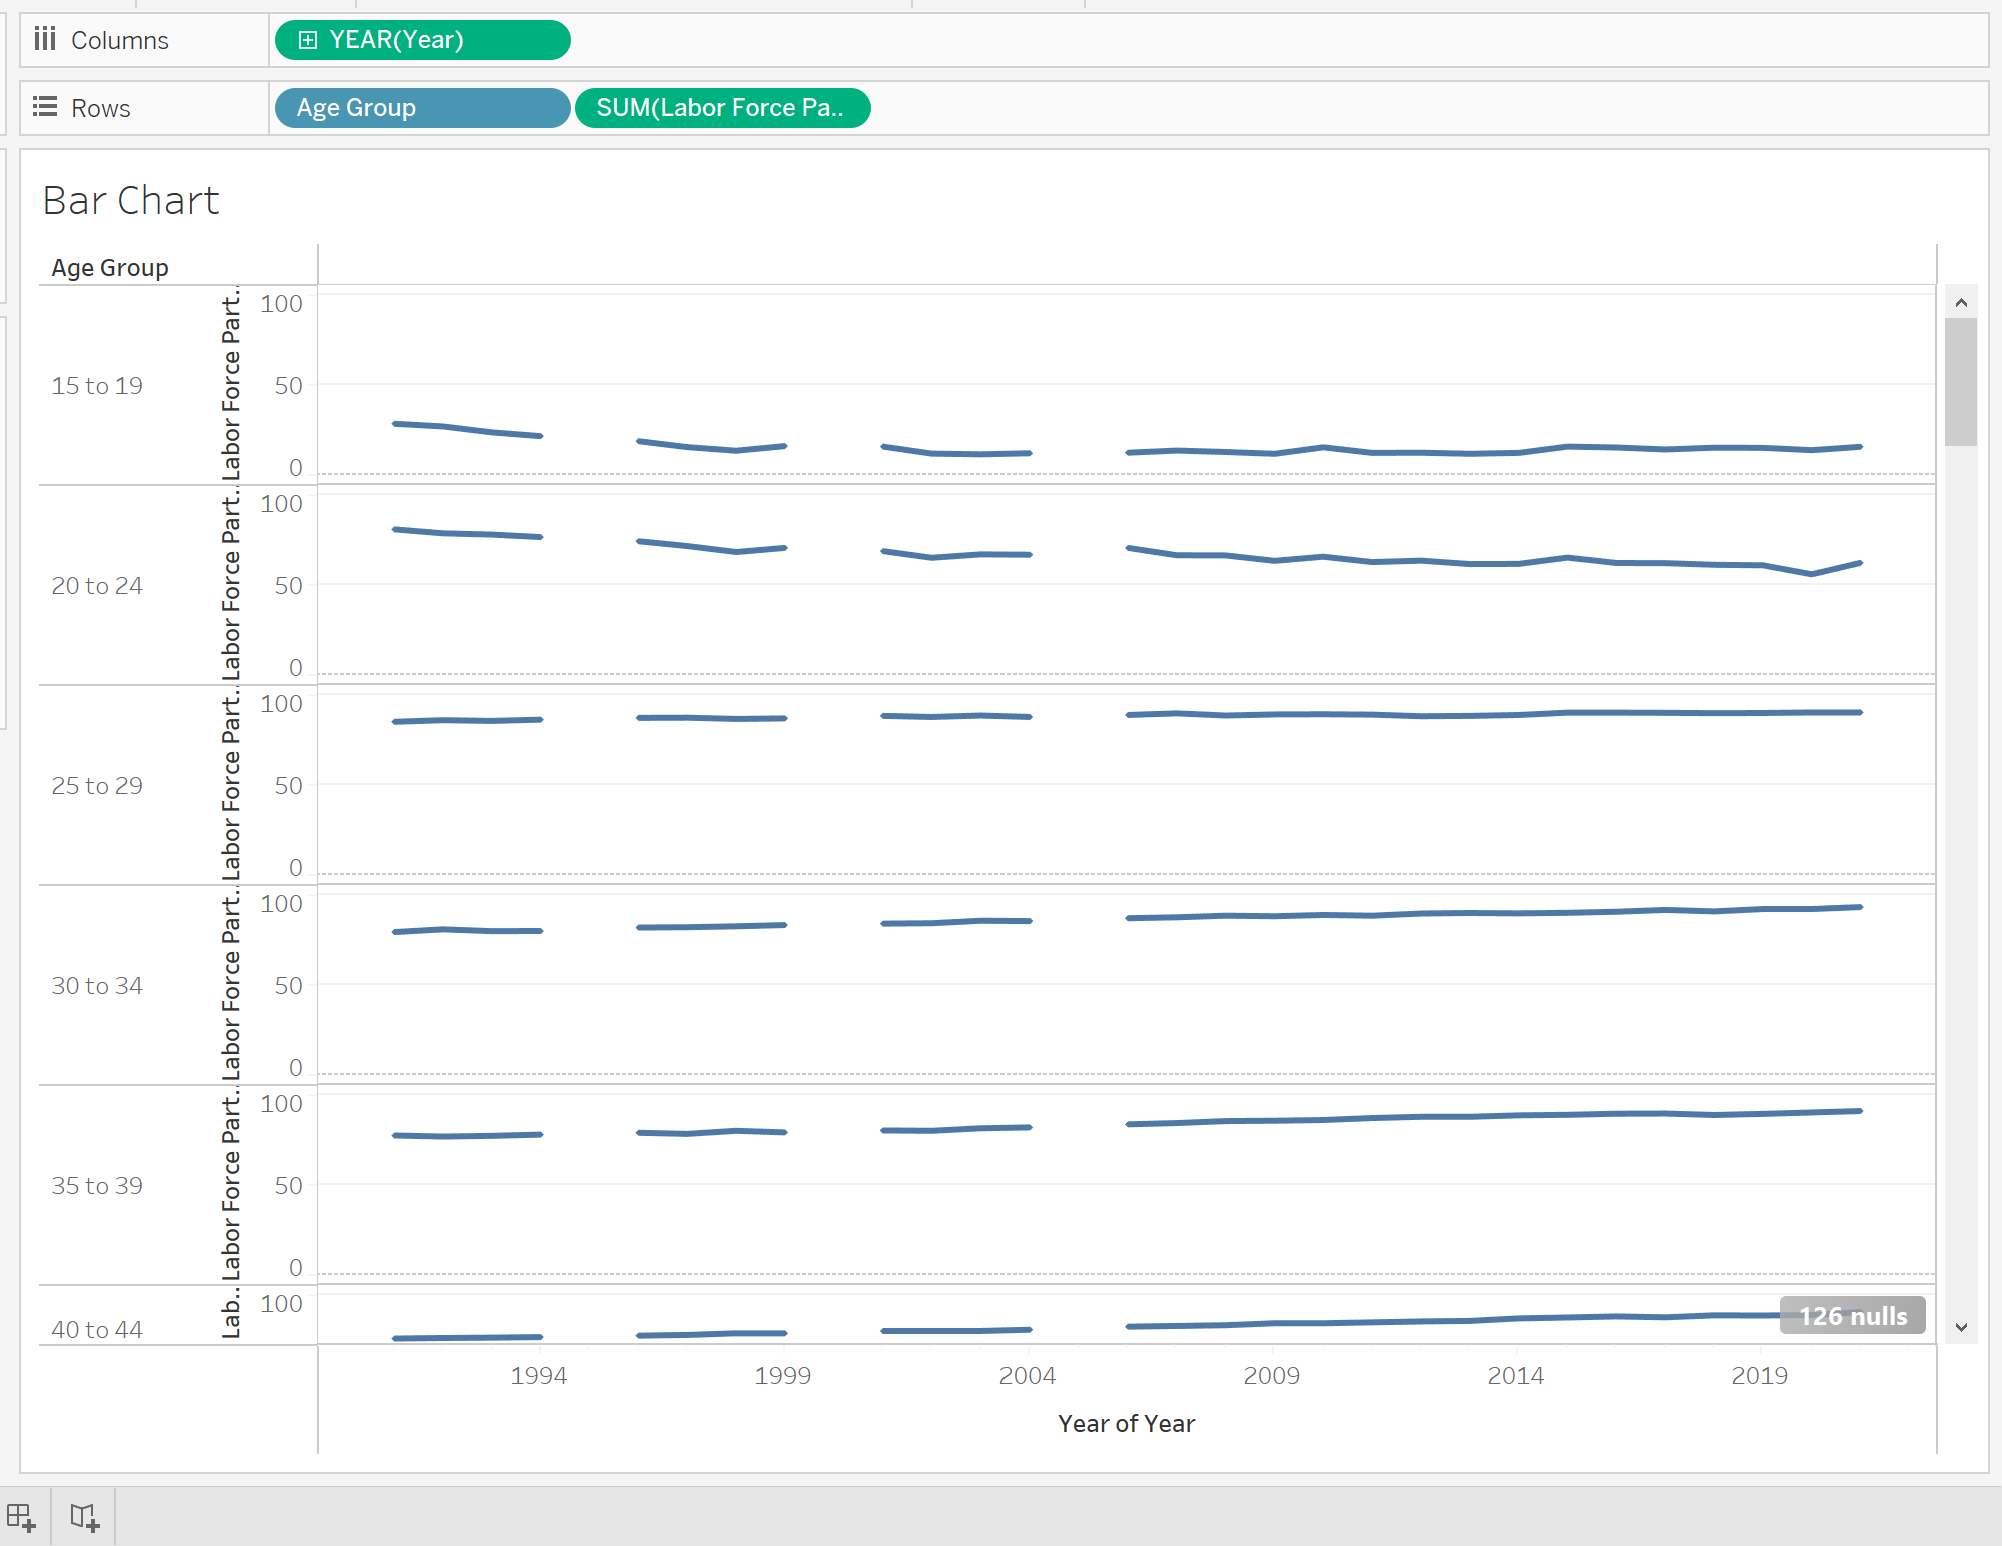 Columns
YEAR(Year)
Rows
Age Group
SUM(Labor Force Pa..
Bar Chart
Age Group
15 to 19
Labor Force Part..
100
50
0
20 to 24
Labor Force Part..
100
50
0
25 to 29
Labor Force Part..
100
50
0
30 to 34
Labor Force Part..
100
50
0
35 to 39
Labor Force Part..
100
50
0
40 to 44
Lab..
100
126 nulls
1994
1999
2004
2009
2014
2019
Year of Year